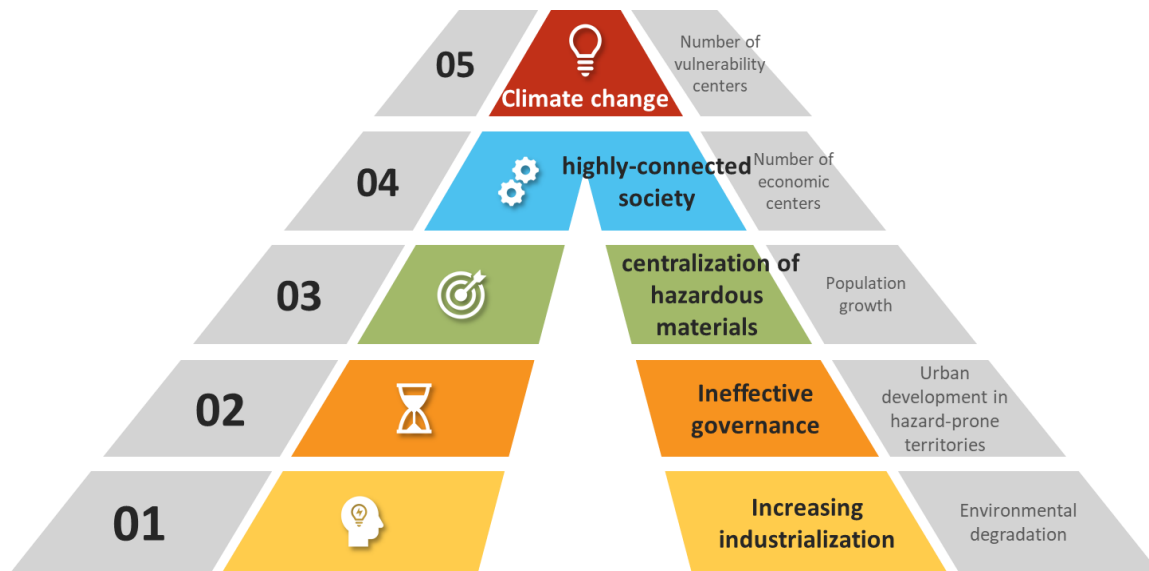 05
Climate change
Number of
vulnerability
centers
04
highly-connected
society
Number of
economic
centers
03
centralization of
hazardous
materials
Population
growth
02
Ineffective
governance
Urban
development in
hazard-prone
territories
01
Increasing
industrialization
Environmental
degradation